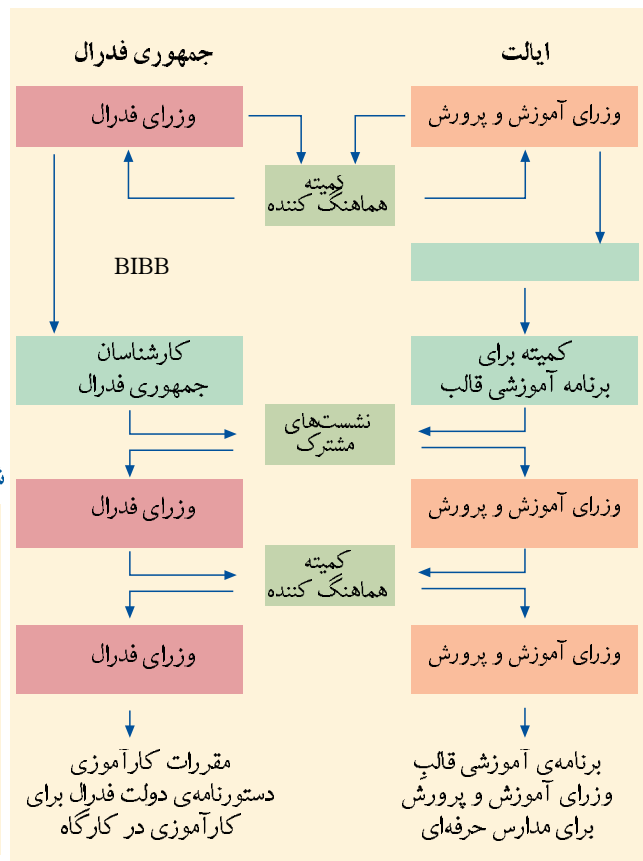 ایالت
جمهوری فدرال
وزرای آموزش و پرورش
وزرای فدرال
کمیته
هماهنگ کننده
BIBB
کمیته برای
برنامه آموزشی قالب
کارشناسان
جمهوری فدرال
نشست‌های
مشترک
وزرای آموزش و پرورش
وزرای فدرال
کمیته
هماهنگ کننده
وزرای آموزش و پرورش
وزرای فدرال
برنامه‌ی آموزشی قالبِ
وزرای آموزش و پرورش
برای مدارس حرفه‌ای
مقررات کارآموزی
دستورنامه‌ی دولت فدرال برای
کارآموزی در کارگاه